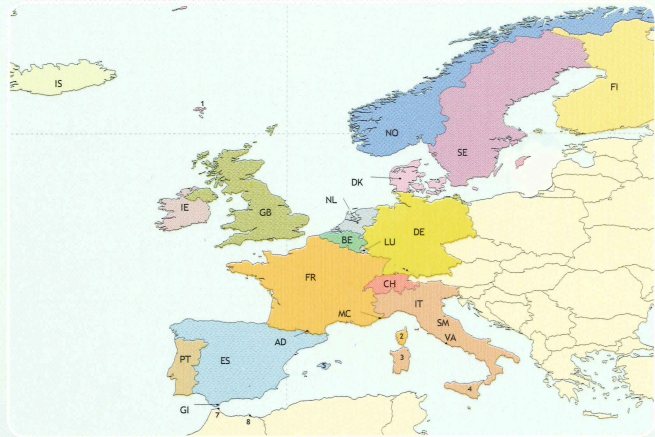 IS
FI
1
NO
SE
DK
NL
IE
GB
BE
LU
DE
FR
CH
IT
MC
SM
AD
VA
2
3
PT
ES
4
GI
7
8